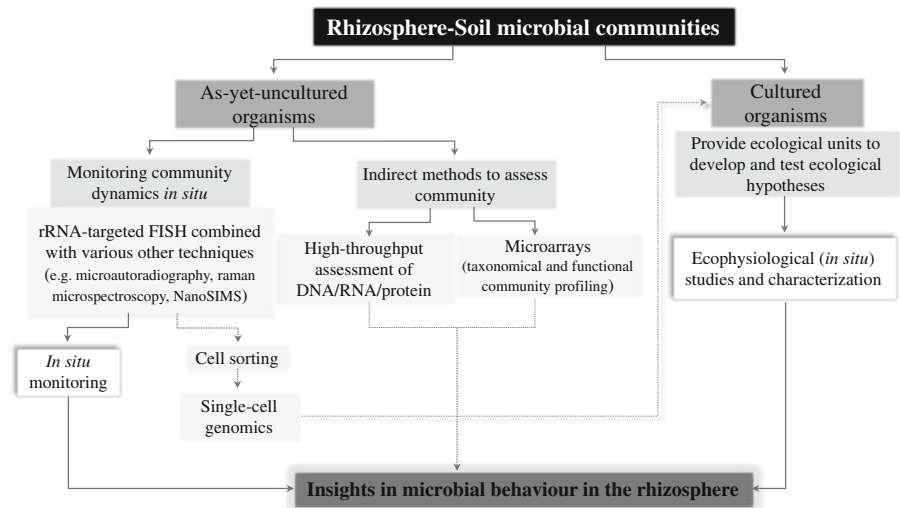 Rhizosphere-Soil microbial communities
As-yet-uncultured
organisms
Cultured
organisms
Monitoring community
dynamics in situ
Indirect methods to assess
community
Provide ecological units to
develop and test ecological
hypotheses
rRNA-targeted FISH combined
with various other techniques
(e.g. microautoradiography, raman
microspectroscopy, NanoSIMS)
High-throughput
assessment of
DNA/RNA/protein
Microarrays
(taxonomical and functional
community profiling)
Ecophysiological (in situ)
studies and characterization
In situ
monitoring
Cell sorting
Single-cell
genomics
Insights in microbial behaviour in the rhizosphere